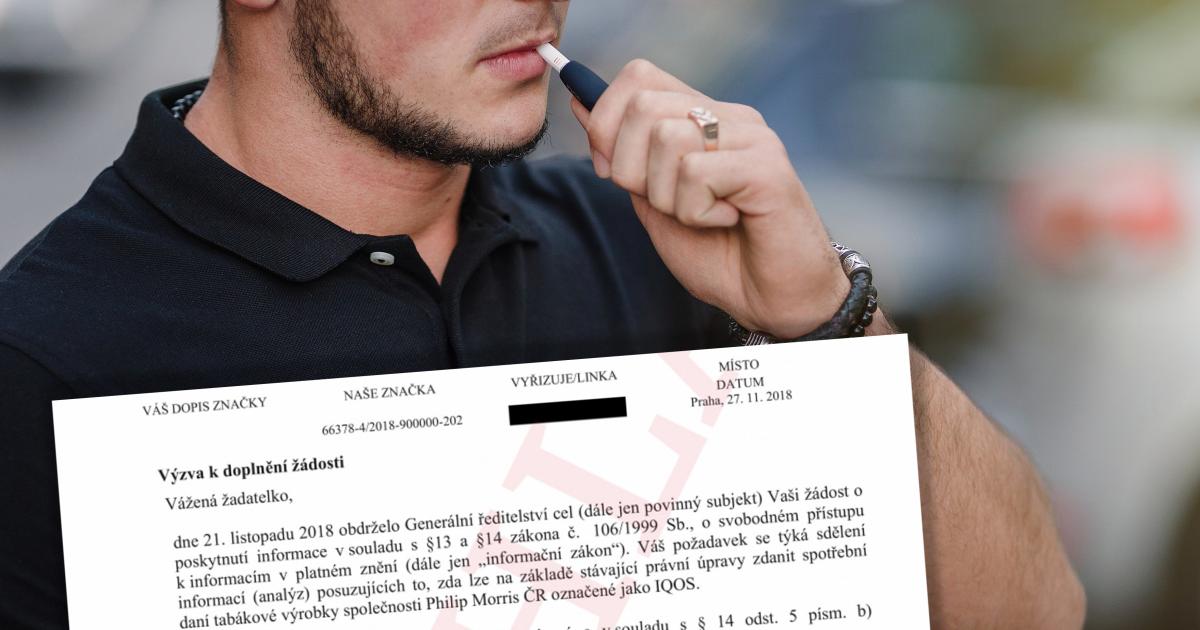 VÁŠ DOPIS ZNAČKY
NAŠE ZNAČKA
VYŘIZUJE/LINKA
MÍSTO
DATUM
66378-4/2018-900000-202
Praha, 27. 11. 2018
Výzva k doplnění žádosti
Vážená žadatelko,
dne 21. listopadu 2018 obdrželo Generální ředitelství cel (dále jen povinný subjekt) Vaši žádost o
poskytnutí informace v souladu s §13 a §14 zákona č. 106/1999 Sb., o svobodném přístupu
k informacím v platném znění (dále jen „informační zákon“). Váš požadavek se týká sdělení
informací (analýz) posuzujících to, zda lze na základě stávající právní úpravy zdanit spotřební
daní tabákové výrobky společnosti Philip Morris ČR označené jako IQOS.
v souladu s § 14 odst. 5 písm. b)